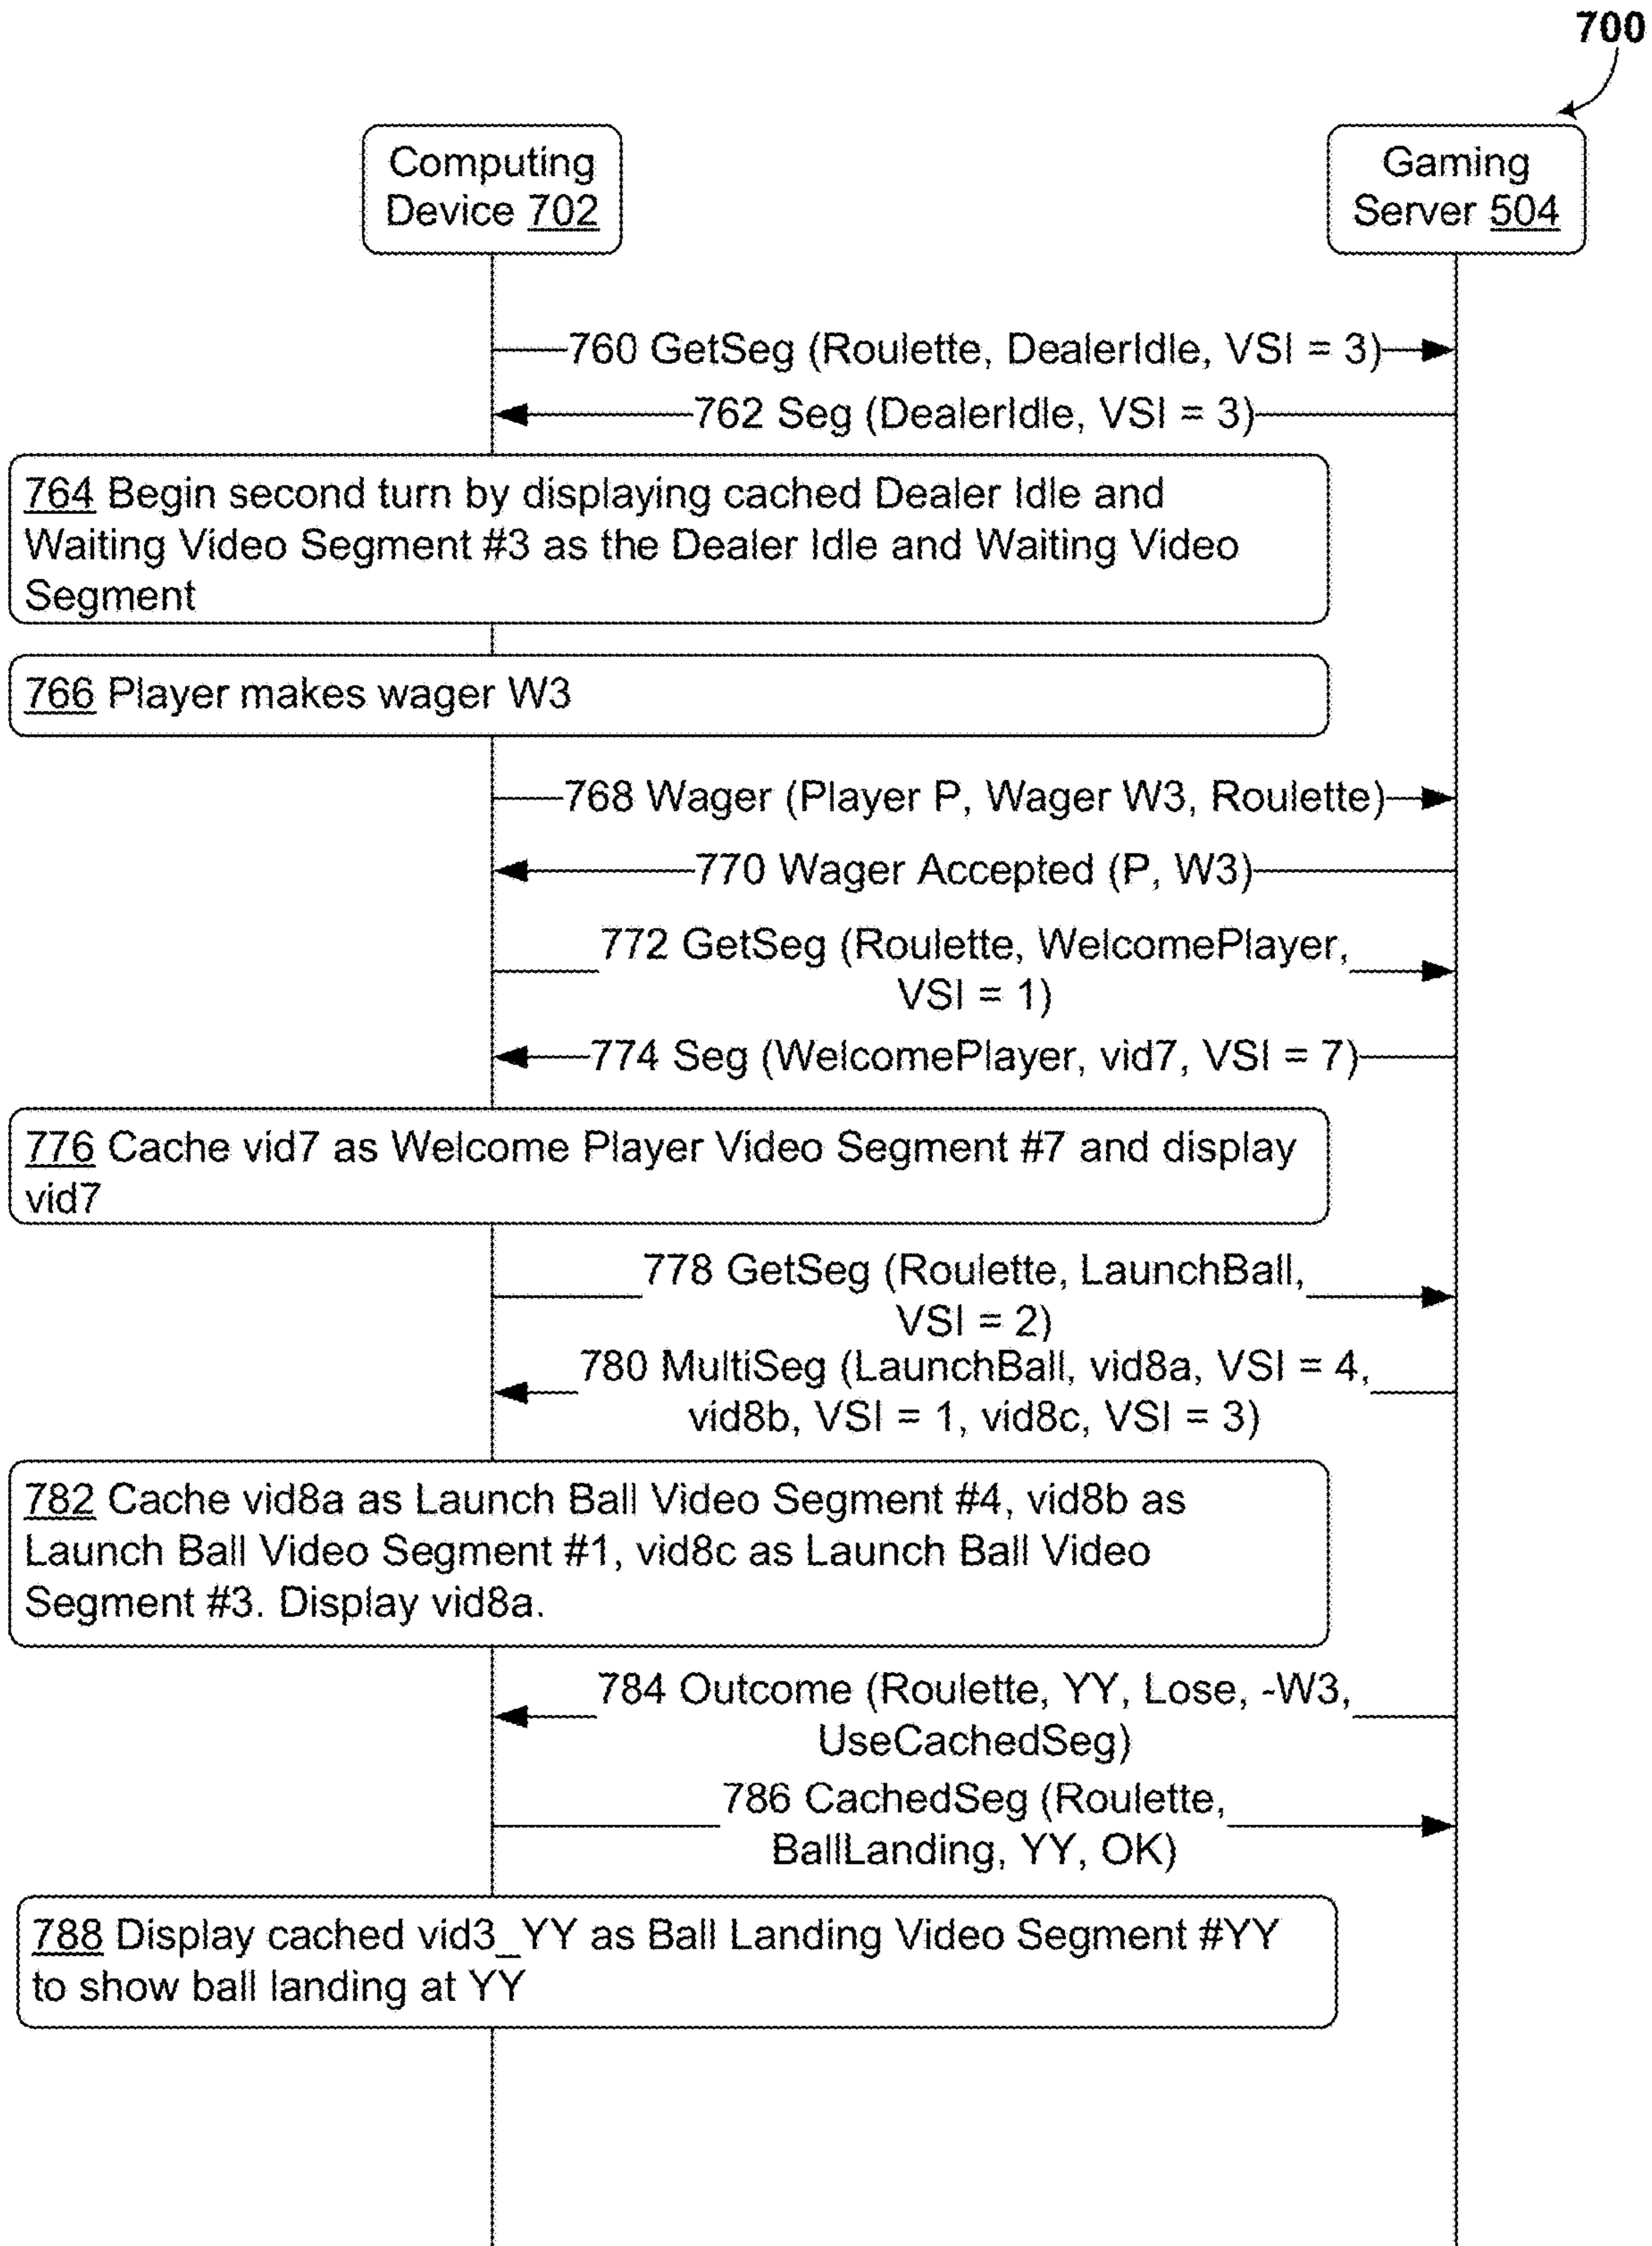 700
Computing
Device 702
Gaming
Server 504
760 GetSeg (Roulette, DealerIdle, VSI = 3)
762 Seg (DealerIdle, VSI = 3)
764 Begin second turn by displaying cached Dealer Idle and
Waiting Video Segment #3 as the Dealer Idle and Waiting Video
Segment
766 Player makes wager W3
768 Wager (Player P, Wager W3, Roulette)
770 Wager Accepted (P, W3)
772 GetSeg (Roulette, WelcomePlayer,
VSI = 1)
774 Seg (WelcomePlayer, vid7, VSI = 7)
776 Cache vid7 as Welcome Player Video Segment #7 and display
vid7
778 GetSeg (Roulette, LaunchBall,
VSI = 2)
780 MultiSeg (LaunchBall, vid8a, VSI = 4,
vid8b, VSI = 1, vid8c, VSI = 3)
782 Cache vid8a as Launch Ball Video Segment #4, vid8b as
Launch Ball Video Segment #1, vid8c as Launch Ball Video
Segment #3. Display vid8a.
784 Outcome (Roulette, YY, Lose, -W3,
UseCachedSeg)
786 CachedSeg (Roulette,
BallLanding, YY, OK)
788 Display cached vid3_YY as Ball Landing Video Segment #YY
to show ball landing at YY